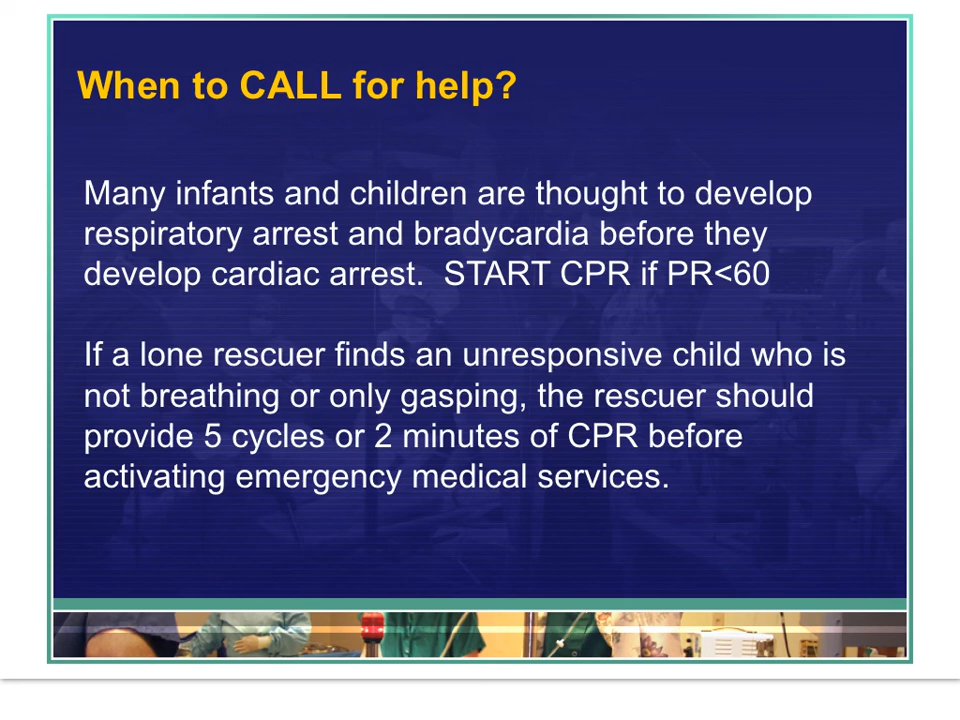 When to CALL for help?
Many infants and children are thought to develop
respiratory arrest and bradycardia before they
develop cardiac arrest.  START CPR if PR<60
If a lone rescuer finds an unresponsive child who is
not breathing or only gasping, the rescuer should
provide 5 cycles or 2 minutes of CPR before
activating emergency medical services.